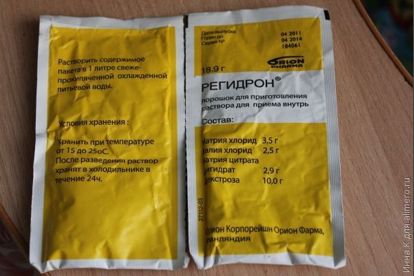 Растворить содержимое
пакета в 1 литре свеже-
прокипаченной охлажденной
питьевой воды.
Условия хранения :
Хранить при температуре
от 15 до 25оС.
После разведения раствор
хранят в холодильнике в
течение 24ч.
04 2011
04 2014
184061
ORION
PHARMA
18.9 г
РЕГИДРОН®
порошок для приготовления
раствора для приема внутрь
Состав:
натрия хлорид 3,5 г
калия хлорид 2,5 г
натрия цитрата
дигидрат 2,9 г
декстроза 10,0 г
Орион Корпорейшн Орион Фарма,
Финляндия